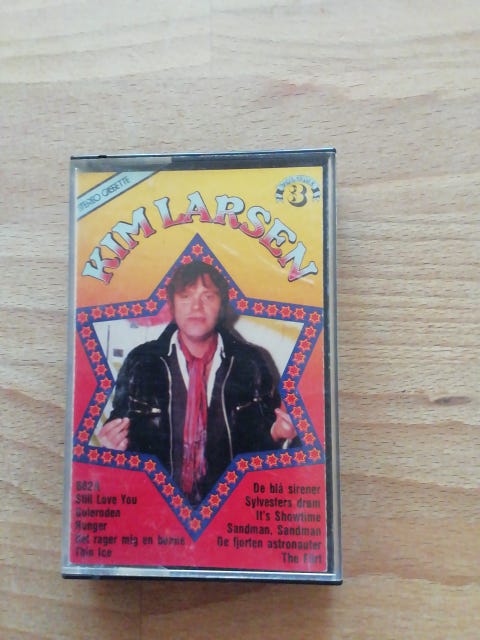 STEREO CASSETTE
3
KIM LARSEN
682A
Still Love You
Guleroden
Hunger
Det rager mig en bønne
Thin Ice
De blå sirener
Sylvesters drøm
It's Showtime
Sandman, Sandman
De fjorten astronauter
The Flirt